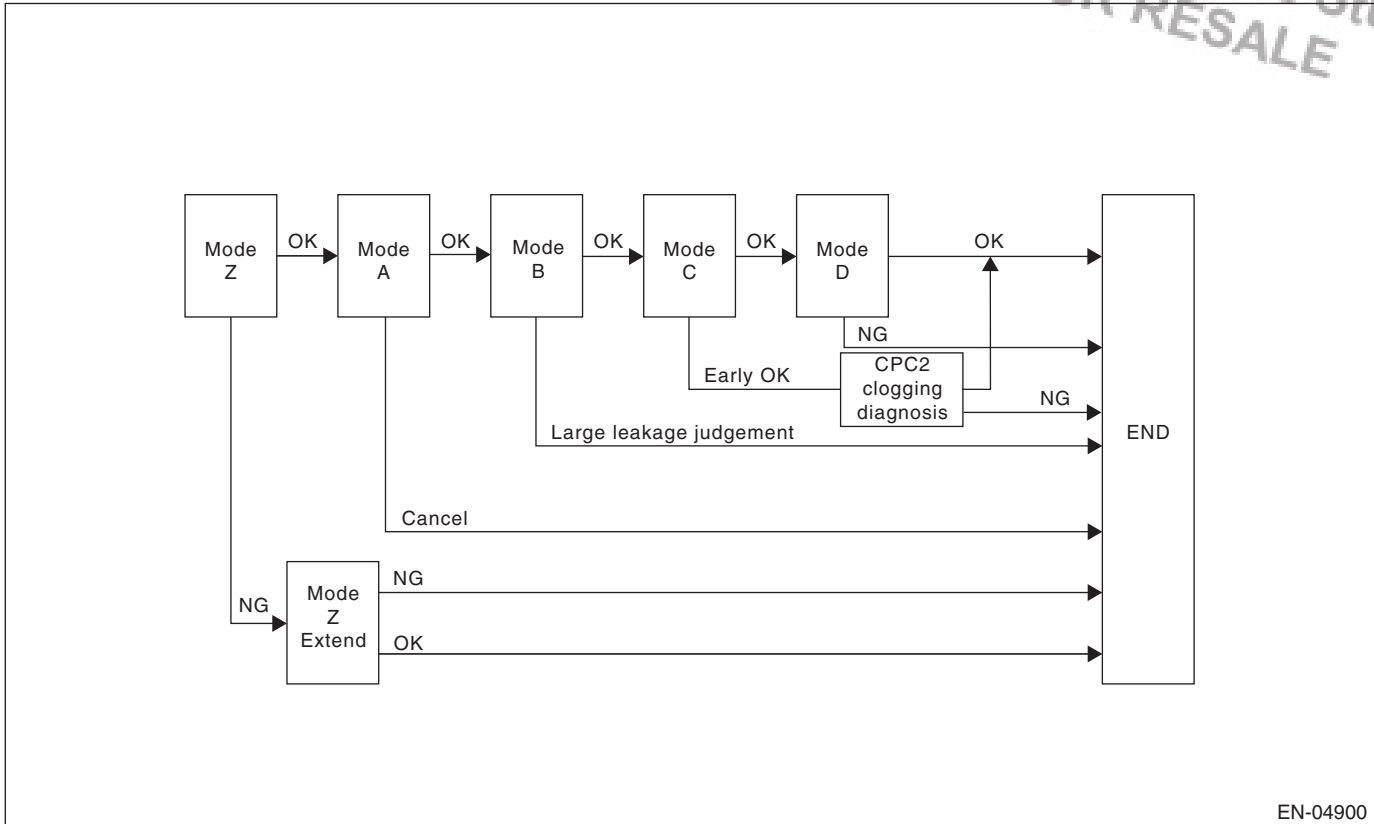 RESALE
Mode
Z
OK
Mode
A
OK
Mode
B
OK
Mode
C
OK
Mode
D
OK
NG
Early OK
CPC2
clogging
diagnosis
NG
Large leakage judgement
END
Cancel
NG
Mode
Z
Extend
NG
OK
EN-04900